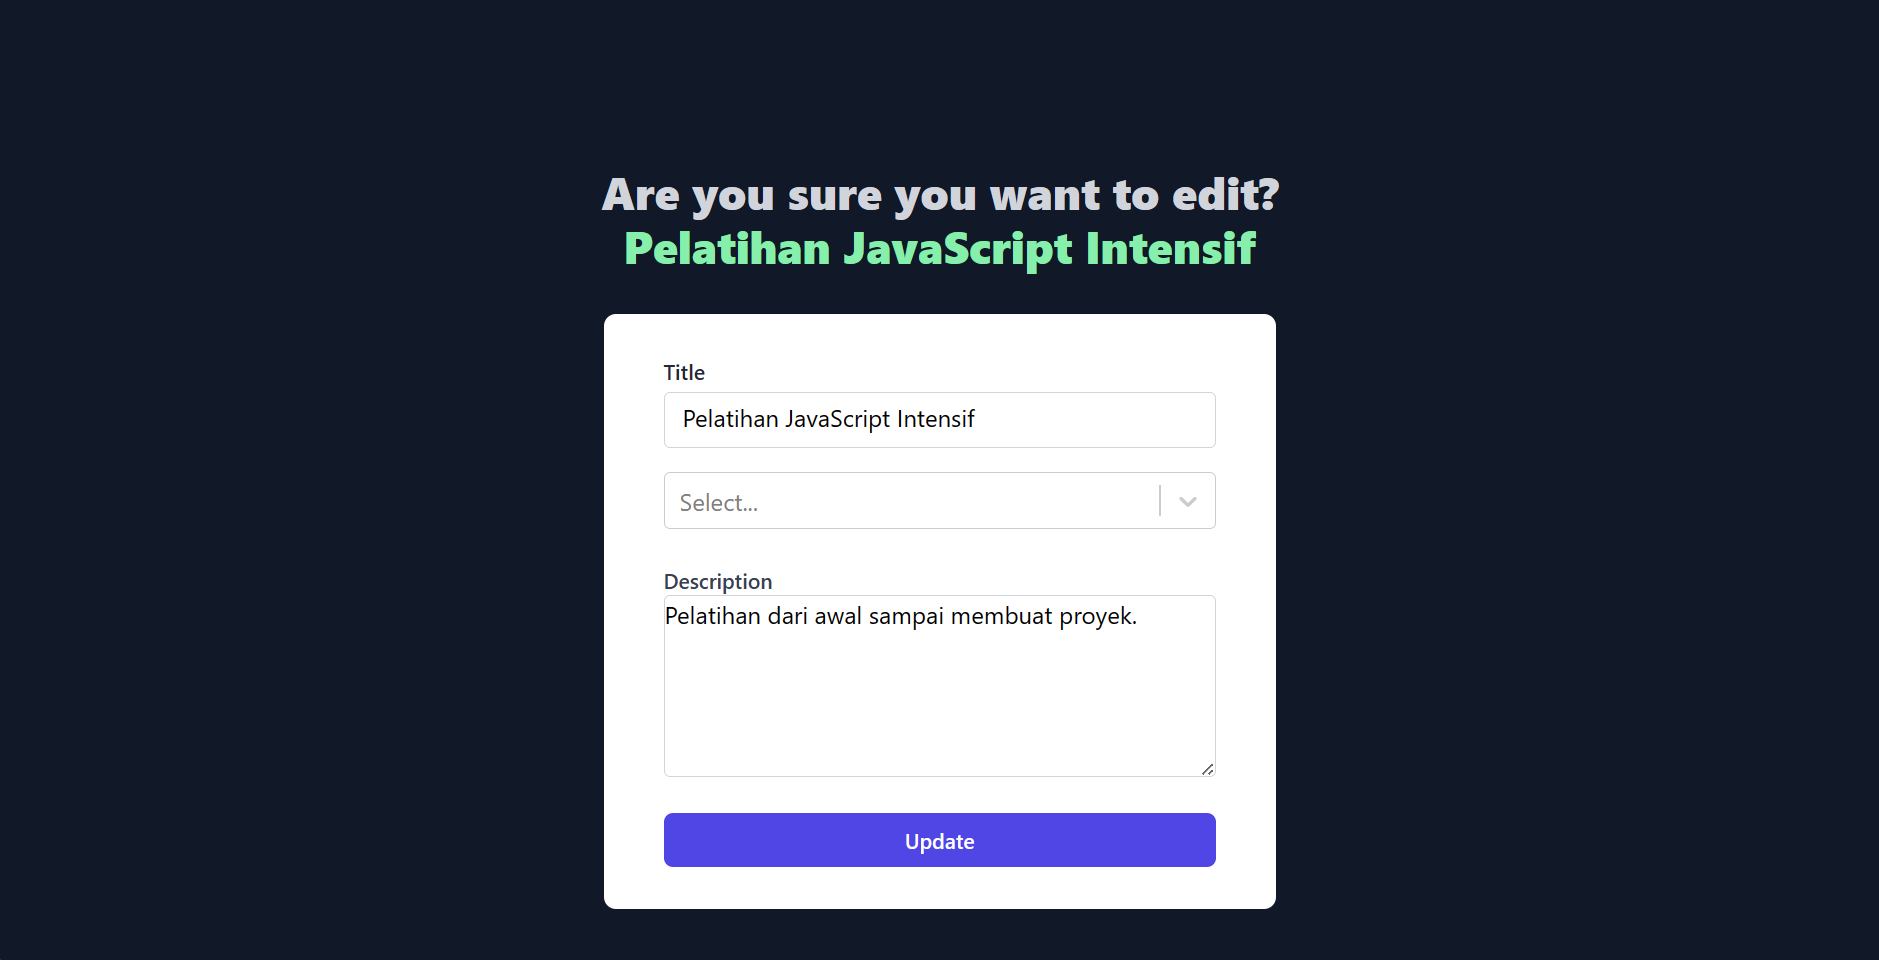 Are you sure you want to edit?
Pelatihan JavaScript Intensif
Title
Pelatihan JavaScript Intensif
Select...
Description
Pelatihan dari awal sampai membuat proyek.
Update